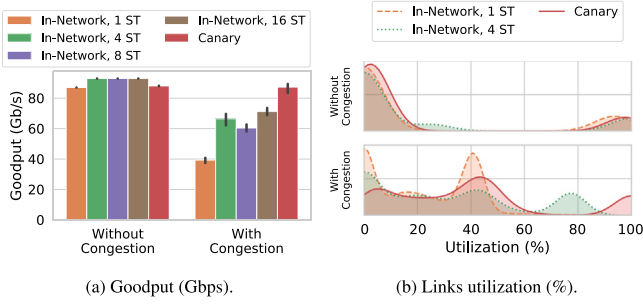 In-Network, 1 ST
In-Network, 4 ST
In-Network, 8 ST
In-Network, 16 ST
Canary
Goodput (Gb/s)
80
60
40
20
0
Without
Congestion
With
Congestion
(a) Goodput (Gbps).
In-Network, 1 ST
In-Network, 4 ST
Canary
Without
Congestion
With
Congestion
0
20
40
60
80
100
Utilization (%)
(b) Links utilization (%).